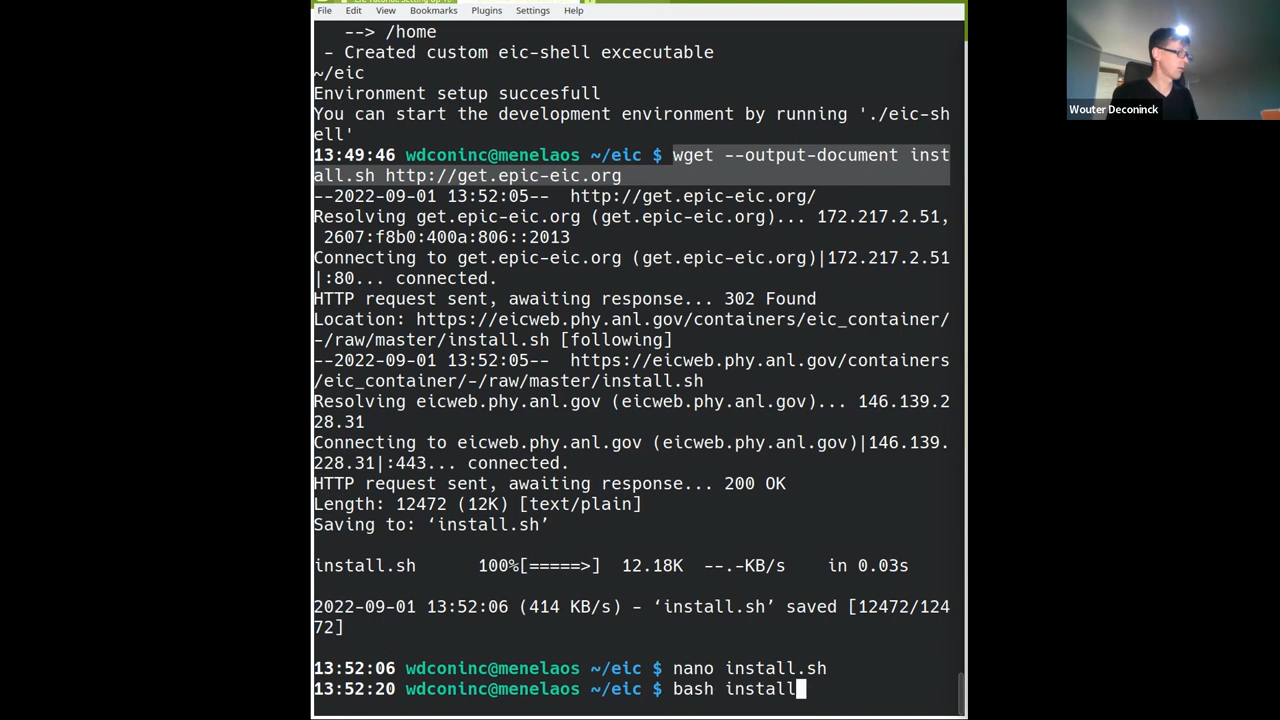 File Edit View Bookmarks Plugins Settings Help
--> /home
- Created custom eic-shell excecutable
~/eic
Environment setup succesfull
You can start the development environment by running './eic-sh
ell'
13:49:46 wdconinc@menelaos ~/eic $ wget --output-document inst
all.sh http://get.epic-eic.org
--2022-09-01 13:52:05-- http://get.epic-eic.org/
Resolving get.epic-eic.org (get.epic-eic.org)... 172.217.2.51,
2607:f8b0:400a:806::2013
Connecting to get.epic-eic.org (get.epic-eic.org)|172.217.2.51
|:80... connected.
HTTP request sent, awaiting response... 302 Found
Location: https://eicweb.phy.anl.gov/containers/eic_container/
-/raw/master/install.sh [following]
--2022-09-01 13:52:05-- https://eicweb.phy.anl.gov/containers
/eic_container/-/raw/master/install.sh
Resolving eicweb.phy.anl.gov (eicweb.phy.anl.gov)... 146.139.2
28.31
Connecting to eicweb.phy.anl.gov (eicweb.phy.anl.gov)|146.139.
228.31|:443... connected.
HTTP request sent, awaiting response... 200 OK
Length: 12472 (12K) [text/plain]
Saving to: ‘install.sh’
install.sh 100%[=====>] 12.18K --.-KB/s in 0.03s
2022-09-01 13:52:06 (414 KB/s) - ‘install.sh’ saved [12472/124
72]
13:52:06 wdconinc@menelaos ~/eic $ nano install.sh
13:52:20 wdconinc@menelaos ~/eic $ bash install
Wouter Deconinck